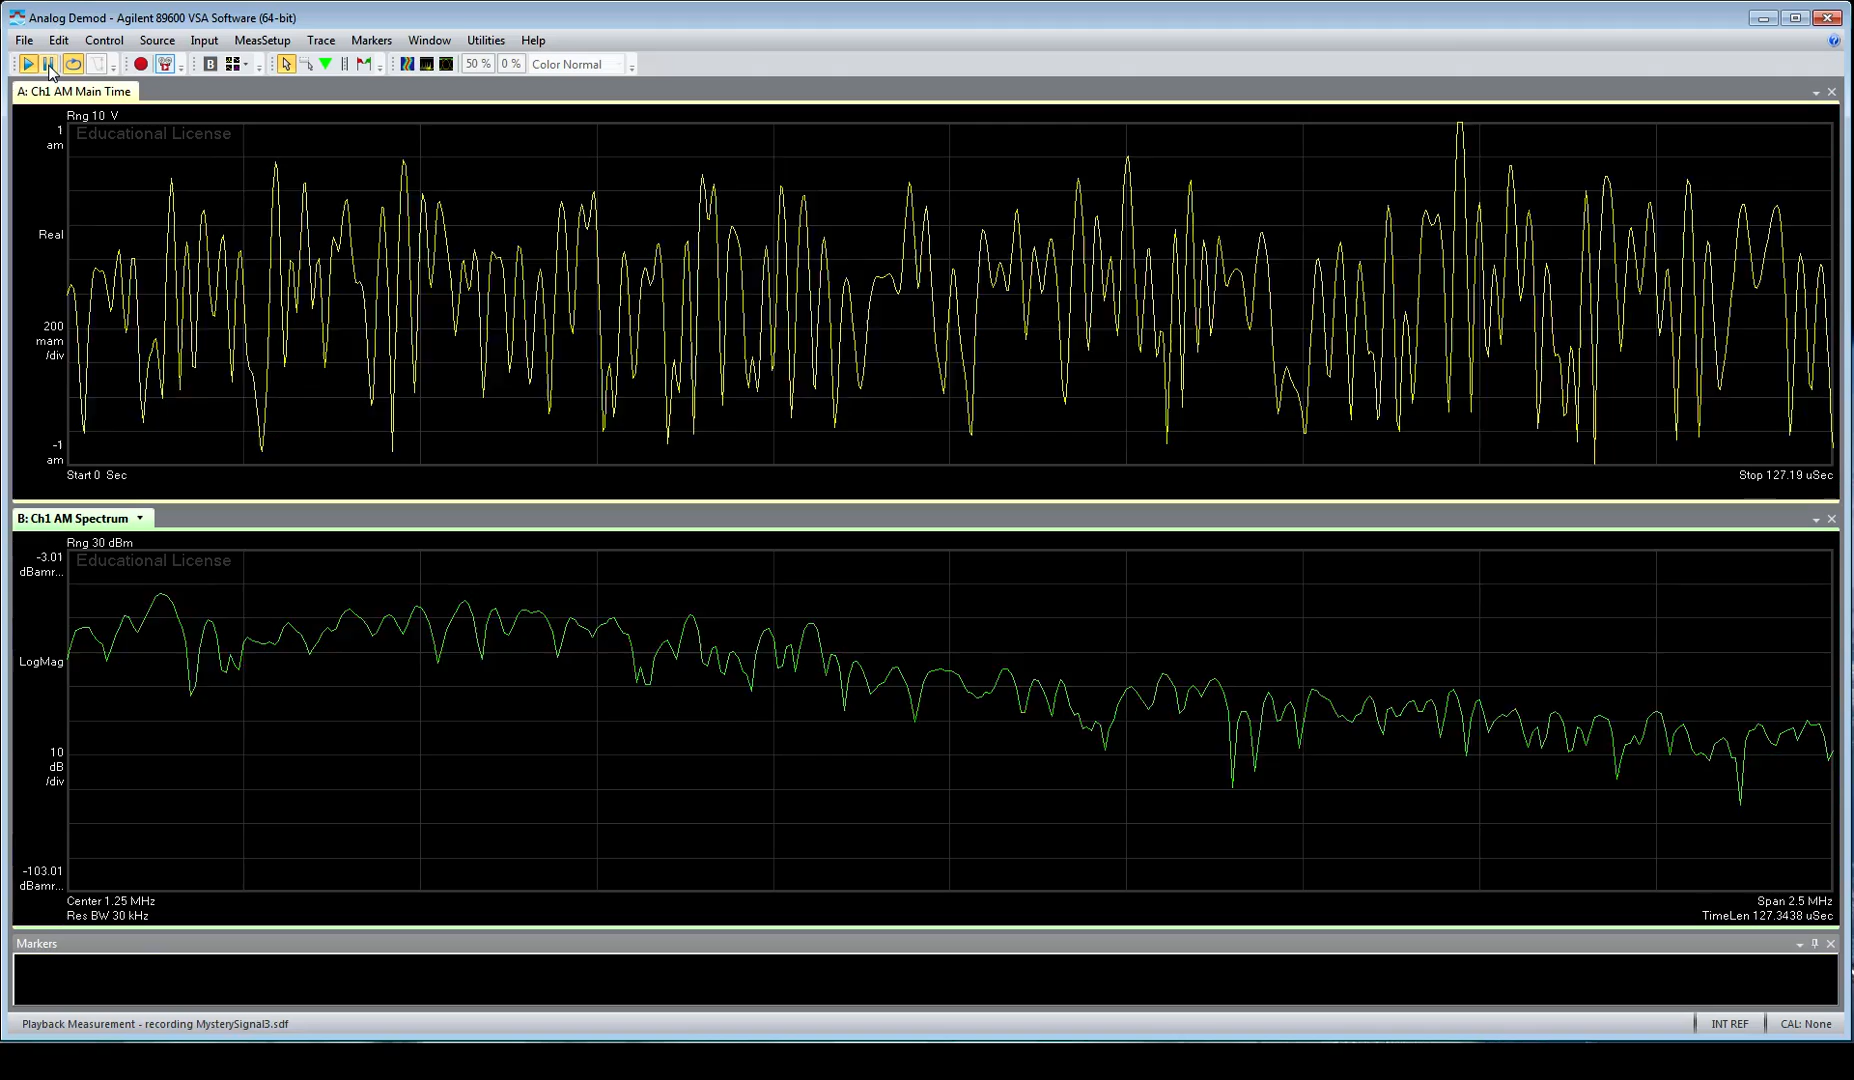 Analog Demod - Agilent 89600 VSA Software (64-bit)
File Edit Control Source Input MeasSetup Trace Markers Window Utilities Help
B 50 % 0 % Color Normal
A: Ch1 AM Main Time
Rng 10 V
Educational License
1
am
Real
200
mam
/div
-1
am
Start 0 Sec Stop 127.19 uSec
B: Ch1 AM Spectrum
Rng 30 dBm
Educational License
-3.01
dBamr...
LogMag
10
dB
/div
-103.01
dBamr...
Center 1.25 MHz Span 2.5 MHz
Res BW 30 kHz TimeLen 127.3438 uSec
Markers
Playback Measurement - recording MysterySignal3.sdf INT REF CAL: None